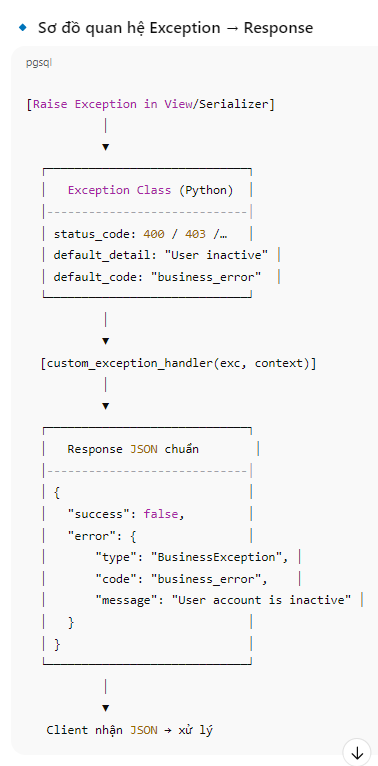 Sơ đồ quan hệ Exception → Response
pgsql
[Raise Exception in View/Serializer]
│
▼
┌────────────────────────────┐
│ Exception Class (Python) │
│----------------------------│
│ status_code: 400 / 403 /… │
│ default_detail: "User inactive" │
│ default_code: "business_error" │
└────────────────────────────┘
│
▼
[custom_exception_handler(exc, context)]
│
▼
┌────────────────────────────┐
│ Response JSON chuẩn │
│----------------------------│
│ { │
│ "success": false, │
│ "error": { │
│ "type": "BusinessException", │
│ "code": "business_error", │
│ "message": "User account is inactive" │
│ } │
│ } │
└────────────────────────────┘
│
▼
Client nhận JSON → xử lý